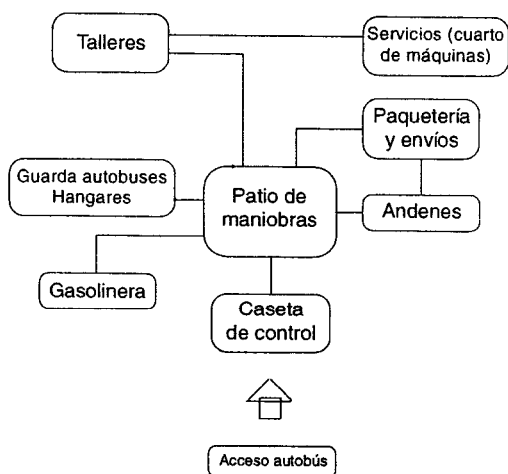 Talleres
Servicios (cuarto
de máquinas)
Paquetería
y envíos
Guarda autobuses
Hangares
Patio de
maniobras
Andenes
Gasolinera
Caseta
de control
Acceso autobús